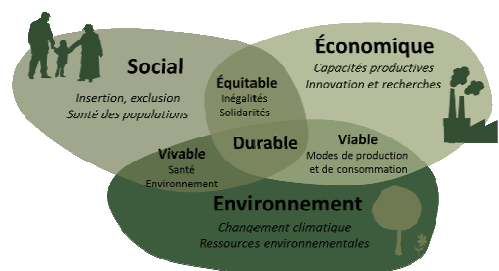 Social
Insertion, exclusion
Santé des populations
Économique
Capacités productives
Innovation et recherches
Équitable
Inégalités
Solidarités
Durable
Vivable
Santé
Environnement
Viable
Modes de production
et de consommation
Environnement
Changement climatique
Ressources environnementales